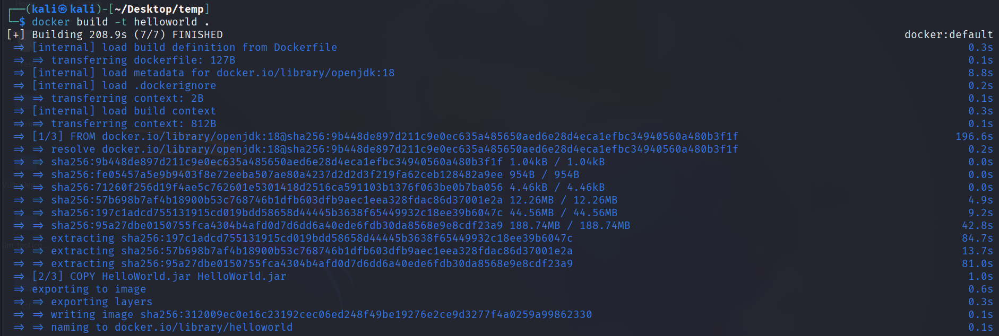 ┌──(kali㉿kali)-[~/Desktop/temp]
└─$ docker build -t helloworld .
[+] Building 208.9s (7/7) FINISHED docker:default
=> [internal] load build definition from Dockerfile 0.3s
=> => transferring dockerfile: 127B 0.1s
=> [internal] load metadata for docker.io/library/openjdk:18 8.8s
=> [internal] load .dockerignore 0.2s
=> => transferring context: 2B 0.1s
=> [internal] load build context 0.3s
=> => transferring context: 812B 0.1s
=> [1/3] FROM docker.io/library/openjdk:18@sha256:9b448de897d211c9e0ec635a485650aed6e28d4eca1efbc34940560a480b3f1f 196.6s
=> => resolve docker.io/library/openjdk:18@sha256:9b448de897d211c9e0ec635a485650aed6e28d4eca1efbc34940560a480b3f1f 0.2s
=> => sha256:9b448de897d211c9e0ec635a485650aed6e28d4eca1efbc34940560a480b3f1f 1.04kB / 1.04kB 0.0s
=> => sha256:fe05457a5e9b9403f8e72eeba507ae80a4237d2d2d3f219fa62ceb128482a9ee 954B / 954B 0.0s
=> => sha256:71260f256d19f4ae5c762601e5301418d2516ca591103b1376f063be0b7ba056 4.46kB / 4.46kB 0.0s
=> => sha256:57b698b7af4b18900b53c768746b1dfb603dfb9aec1eea328fdac86d37001e2a 12.26MB / 12.26MB 4.9s
=> => sha256:197c1adcd755131915cd019bdd58658d44445b3638f65449932c18ee39b6047c 44.56MB / 44.56MB 9.2s
=> => sha256:95a27dbe0150755fca4304b4afd0d7d6dd6a40ede6fdb30da8568e9e8cdf23a9 188.74MB / 188.74MB 42.8s
=> => extracting sha256:197c1adcd755131915cd019bdd58658d44445b3638f65449932c18ee39b6047c 84.7s
=> => extracting sha256:57b698b7af4b18900b53c768746b1dfb603dfb9aec1eea328fdac86d37001e2a 13.7s
=> => extracting sha256:95a27dbe0150755fca4304b4afd0d7d6dd6a40ede6fdb30da8568e9e8cdf23a9 81.0s
=> [2/3] COPY HelloWorld.jar HelloWorld.jar 1.0s
=> exporting to image 0.6s
=> => exporting layers 0.3s
=> => writing image sha256:312009ec0e16c23192cec06ed248f49be19276e2ce9d3277f4a0259a99862330 0.1s
=> => naming to docker.io/library/helloworld 0.1s